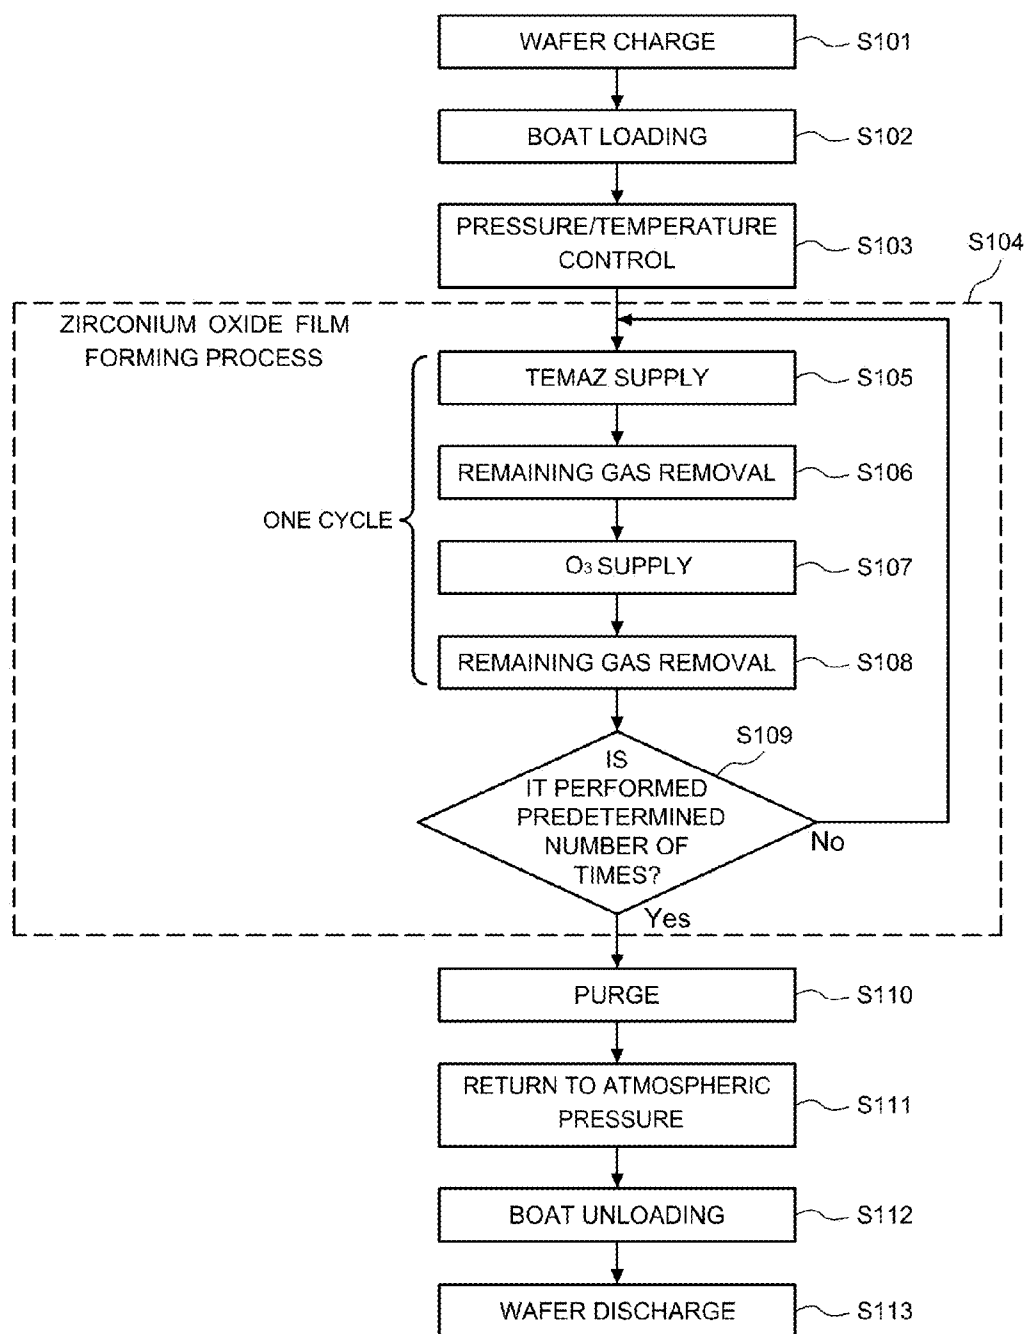 WAFER CHARGE
S101
BOAT LOADING
S102
PRESSURE/TEMPERATURE
CONTROL
S103
S104
ZIRCONIUM OXIDE FILM
FORMING PROCESS
TEMAZ SUPPLY
S105
REMAINING GAS REMOVAL
S106
ONE CYCLE
O₃ SUPPLY
S107
REMAINING GAS REMOVAL
S108
S109
IS
IT PERFORMED
PREDETERMINED
NUMBER OF
TIMES?
No
Yes
PURGE
S110
RETURN TO ATMOSPHERIC
PRESSURE
S111
BOAT UNLOADING
S112
WAFER DISCHARGE
S113